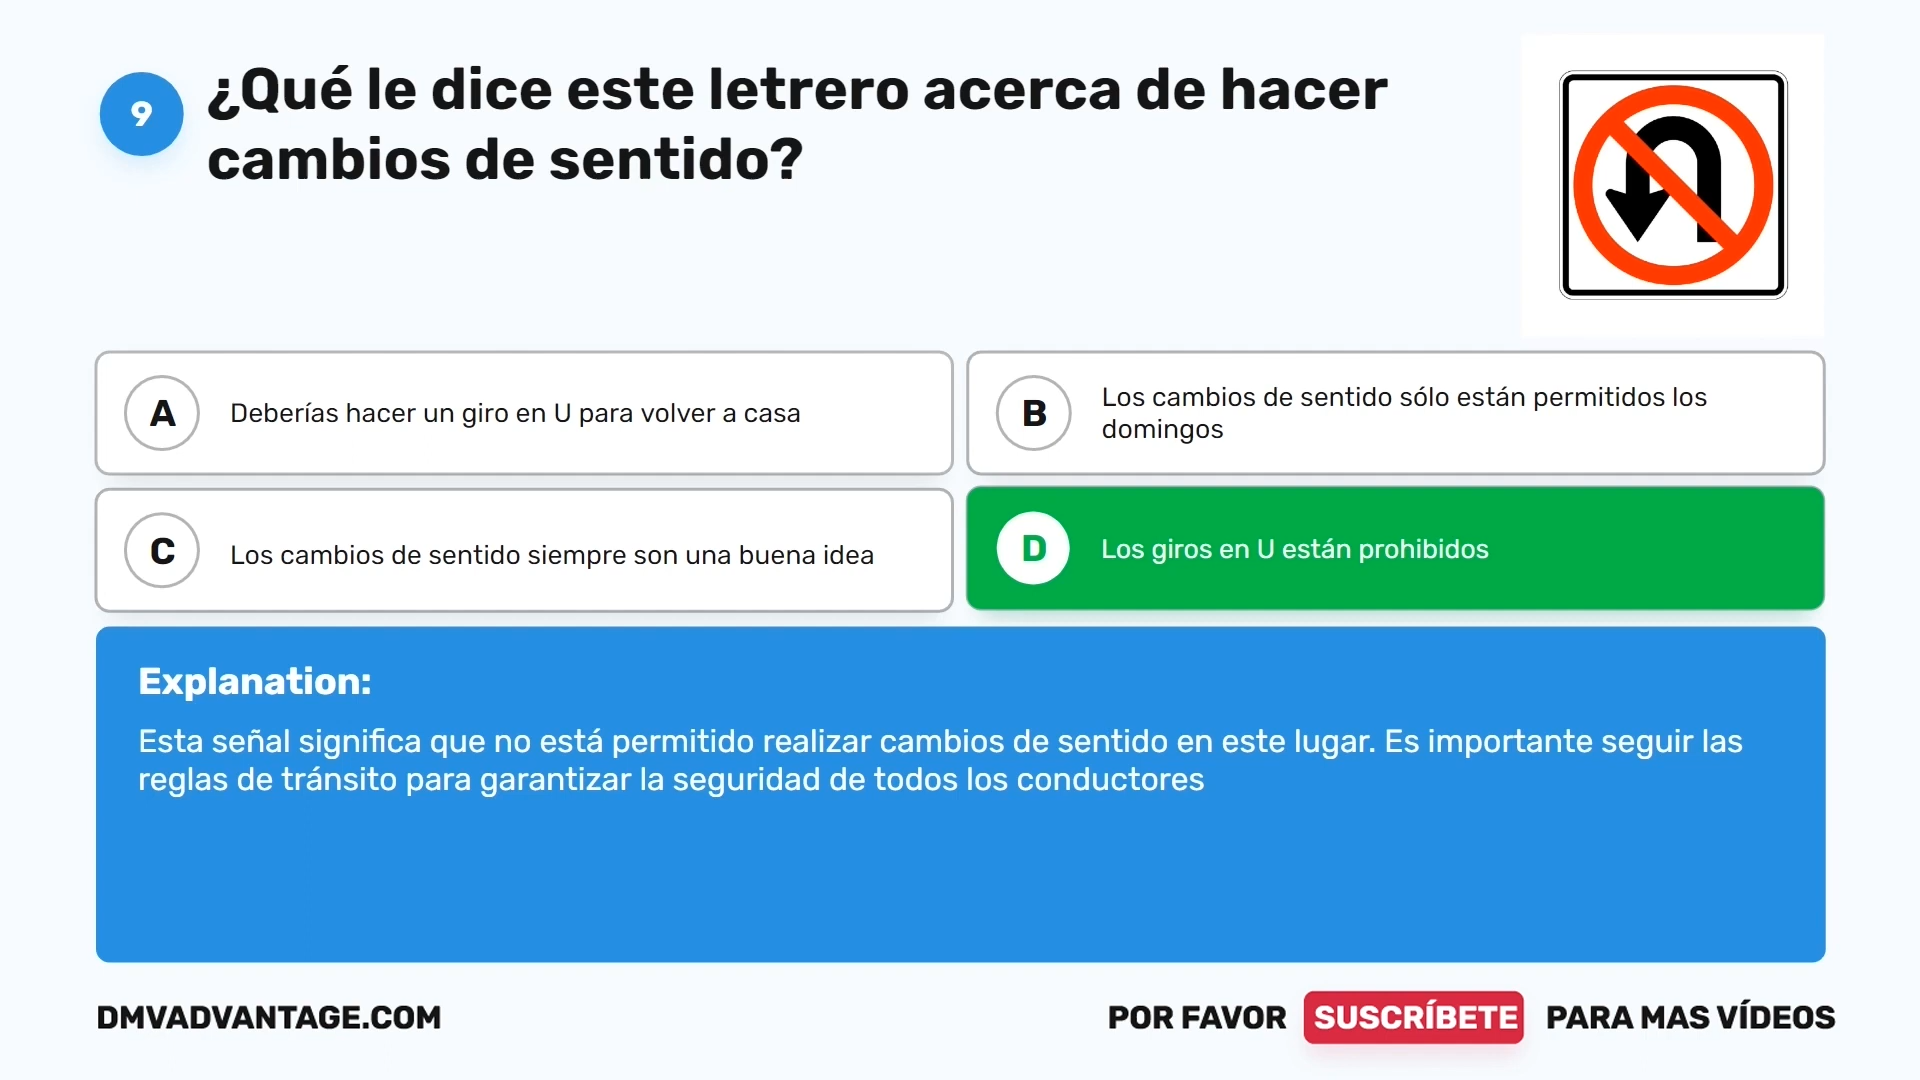 9
¿Qué le dice este letrero acerca de hacer
cambios de sentido?
A
Deberías hacer un giro en U para volver a casa
B
Los cambios de sentido sólo están permitidos los
domingos
C
Los cambios de sentido siempre son una buena idea
D
Los giros en U están prohibidos
Explanation:
Esta señal significa que no está permitido realizar cambios de sentido en este lugar. Es importante seguir las
reglas de tránsito para garantizar la seguridad de todos los conductores
DMVADVANTAGE.COM
POR FAVOR SUSCRÍBETE PARA MAS VÍDEOS